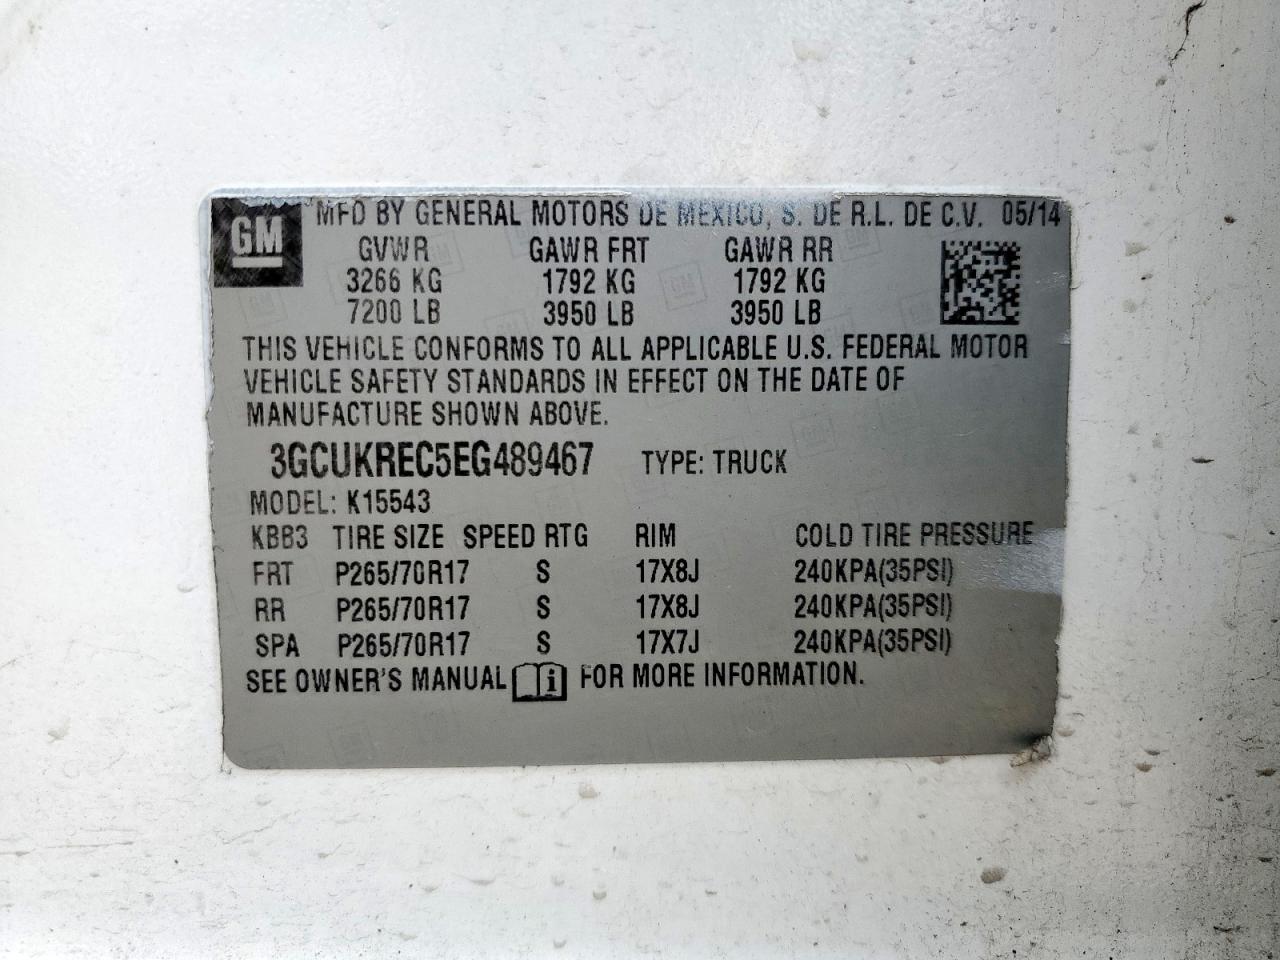 GM
MFD BY GENERAL MOTORS DE MEXICO, S. DE R.L. DE C.V. 05/14
GVWR GAWR FRT GAWR RR
3266 KG 1792 KG 1792 KG
7200 LB 3950 LB 3950 LB
THIS VEHICLE CONFORMS TO ALL APPLICABLE U.S. FEDERAL MOTOR
VEHICLE SAFETY STANDARDS IN EFFECT ON THE DATE OF
MANUFACTURE SHOWN ABOVE.
3GCUKREC5EG489467 TYPE: TRUCK
MODEL: K15543
KBB3 TIRE SIZE SPEED RTG RIM COLD TIRE PRESSURE
FRT P265/70R17 S 17X8J 240KPA(35PSI)
RR P265/70R17 S 17X8J 240KPA(35PSI)
SPA P265/70R17 S 17X7J 240KPA(35PSI)
SEE OWNER'S MANUAL i FOR MORE INFORMATION.